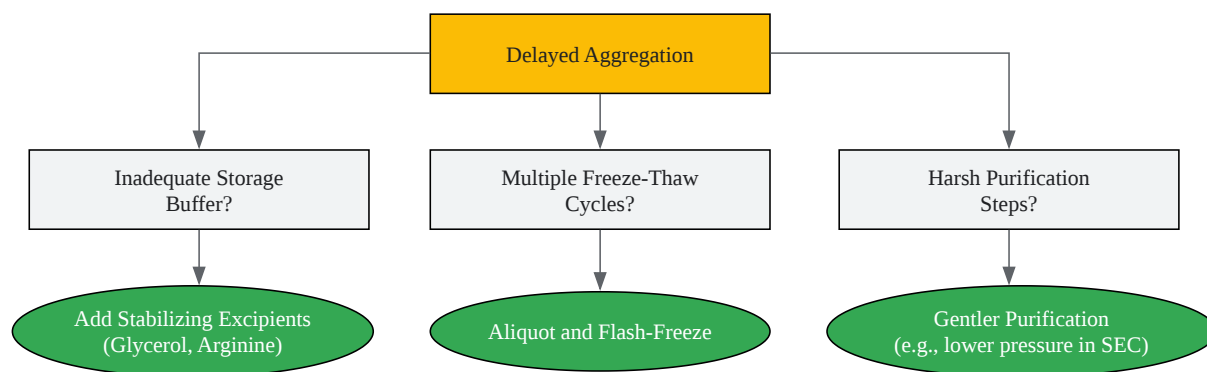 Delayed Aggregation
Inadequate Storage
Buffer?
Multiple Freeze-Thaw
Cycles?
Harsh Purification
Steps?
Add Stabilizing Excipients
(Glycerol, Arginine)
Aliquot and Flash-Freeze
Gentler Purification
(e.g., lower pressure in SEC)